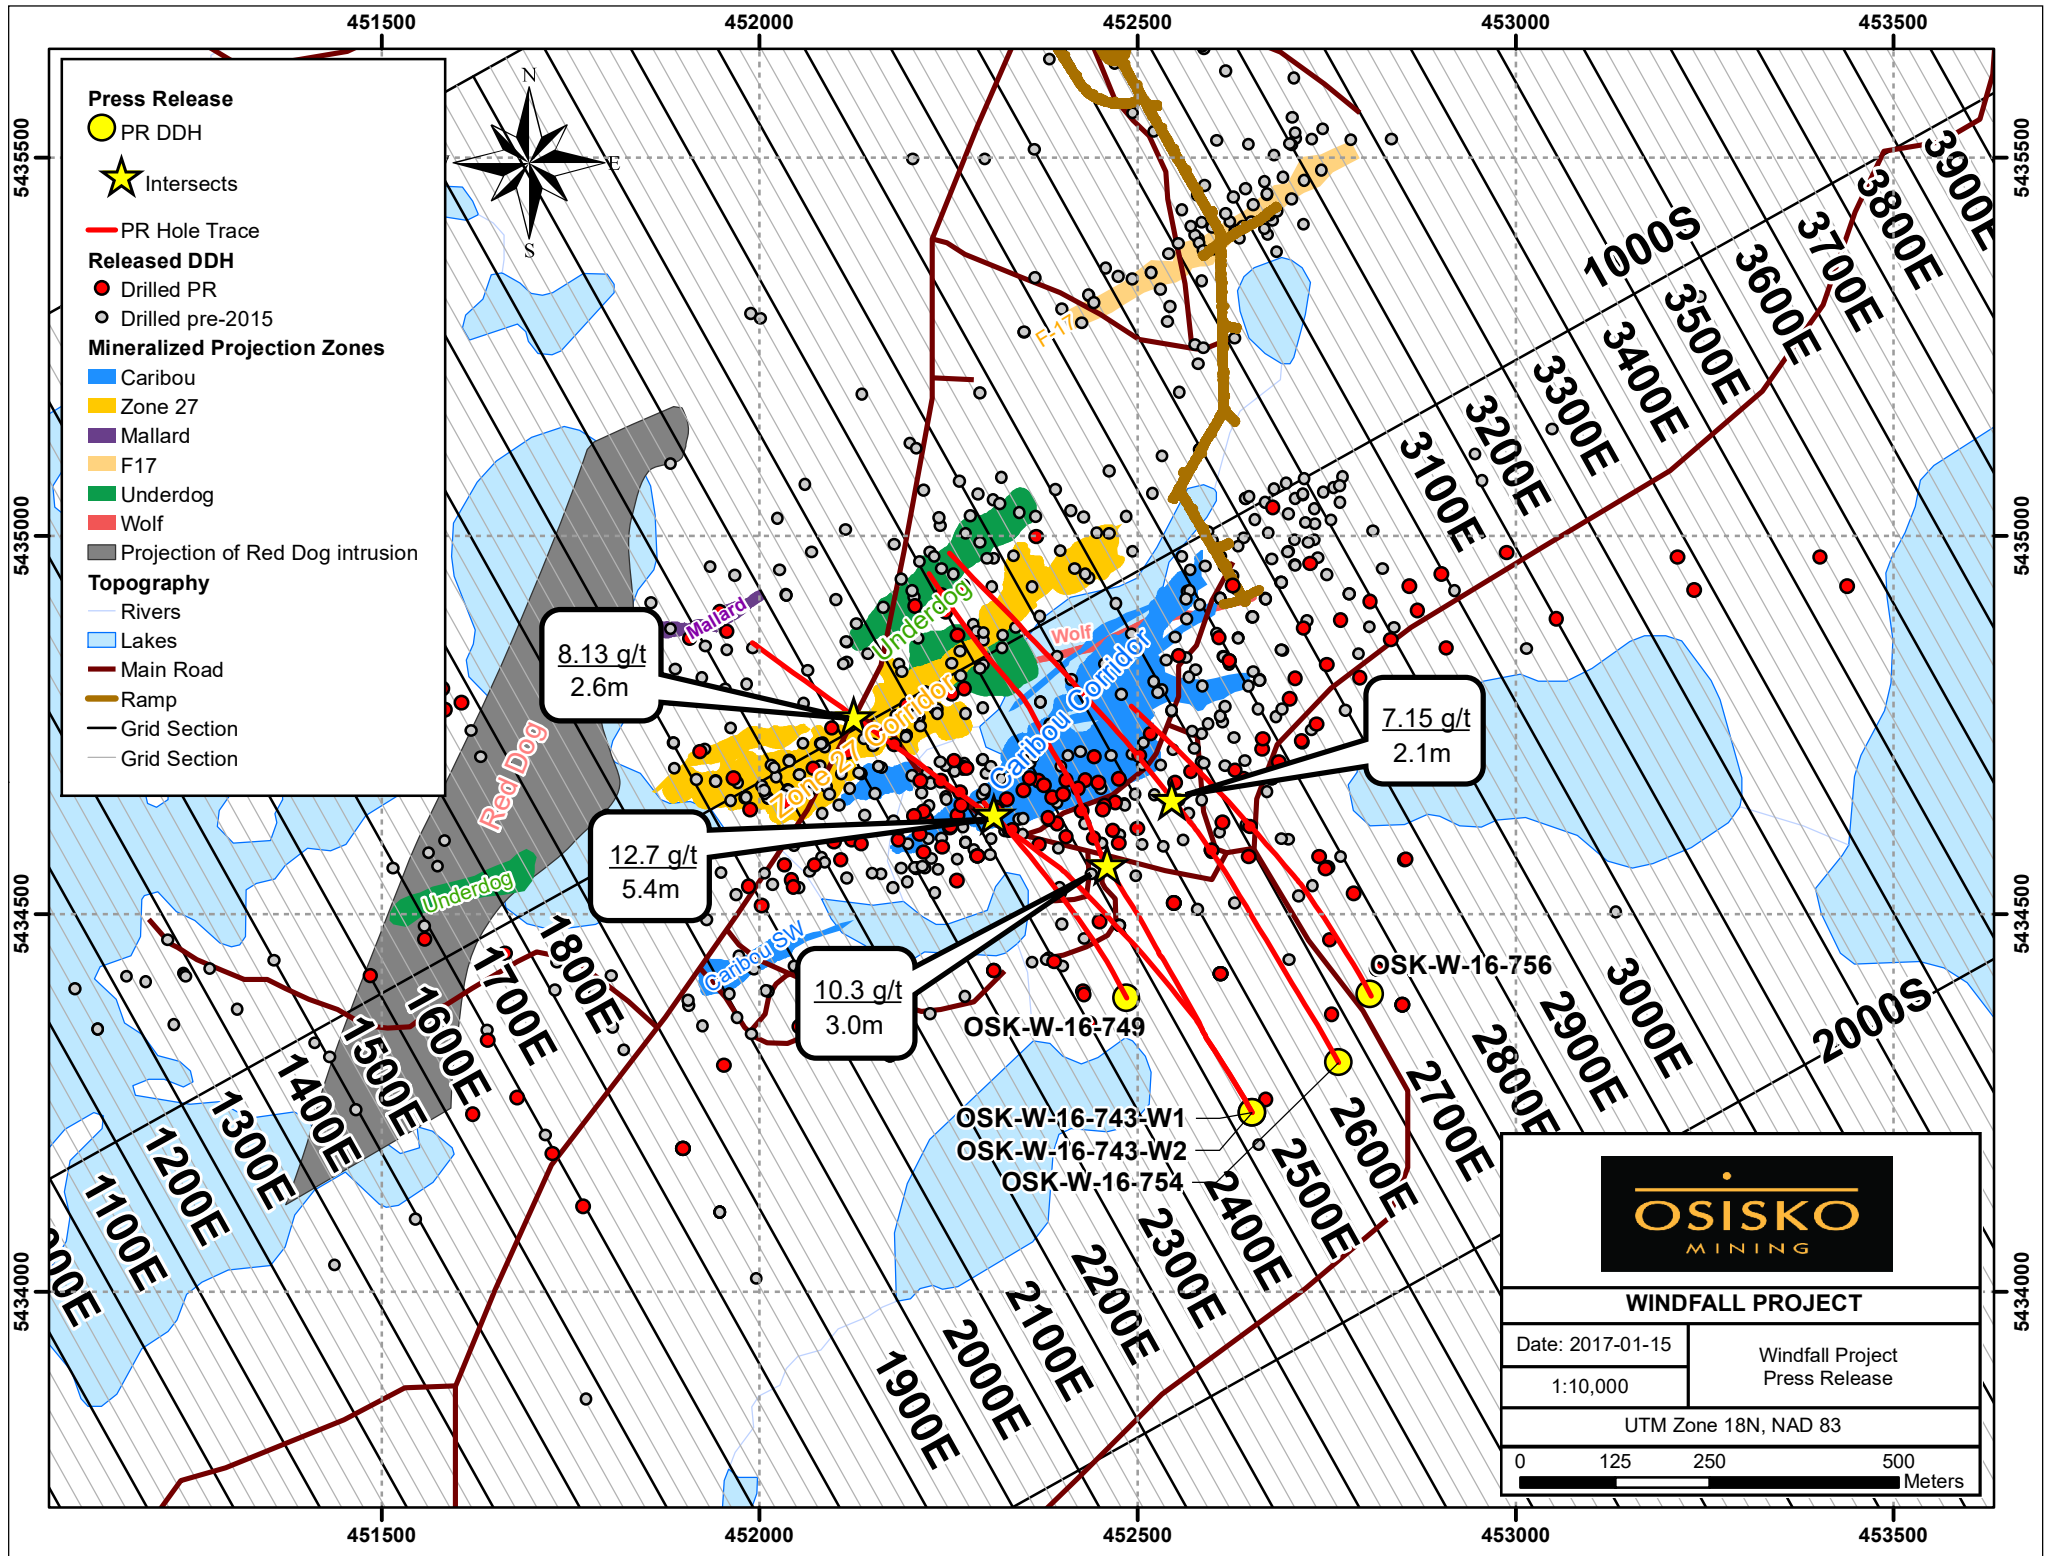 451500
452000
452500
453000
453500
5435500
5435000
5434500
5434000
5435500
5435000
5434500
5434000
Press Release
PR DDH
Intersects
PR Hole Trace
Released DDH
Drilled PR
Drilled pre-2015
Mineralized Projection Zones
Caribou
Zone 27
Mallard
F17
Underdog
Wolf
Projection of Red Dog intrusion
Topography
Rivers
Lakes
Main Road
Ramp
Grid Section
Grid Section
N
E
S
F-17
1000S
3900E
3800E
3700E
3600E
3500E
3400E
3300E
3200E
3100E
Mallard
Underdog
Wolf
Caribou Corridor
Zone 27 Corridor
Red Dog
Underdog
Caribou SW
8.13 g/t
2.6m
7.15 g/t
2.1m
12.7 g/t
5.4m
10.3 g/t
3.0m
OSK-W-16-756
OSK-W-16-749
OSK-W-16-743-W1
OSK-W-16-743-W2
OSK-W-16-754
2000S
3000E
2900E
2800E
2700E
2600E
2500E
2400E
2300E
2200E
2100E
2000E
1900E
1800E
1700E
1600E
1500E
1400E
1300E
1200E
1100E
00E
OSISKO
MINING
WINDFALL PROJECT
Date: 2017-01-15
1:10,000
Windfall Project
Press Release
UTM Zone 18N, NAD 83
0 125 250 500
Meters
451500
452000
452500
453000
453500